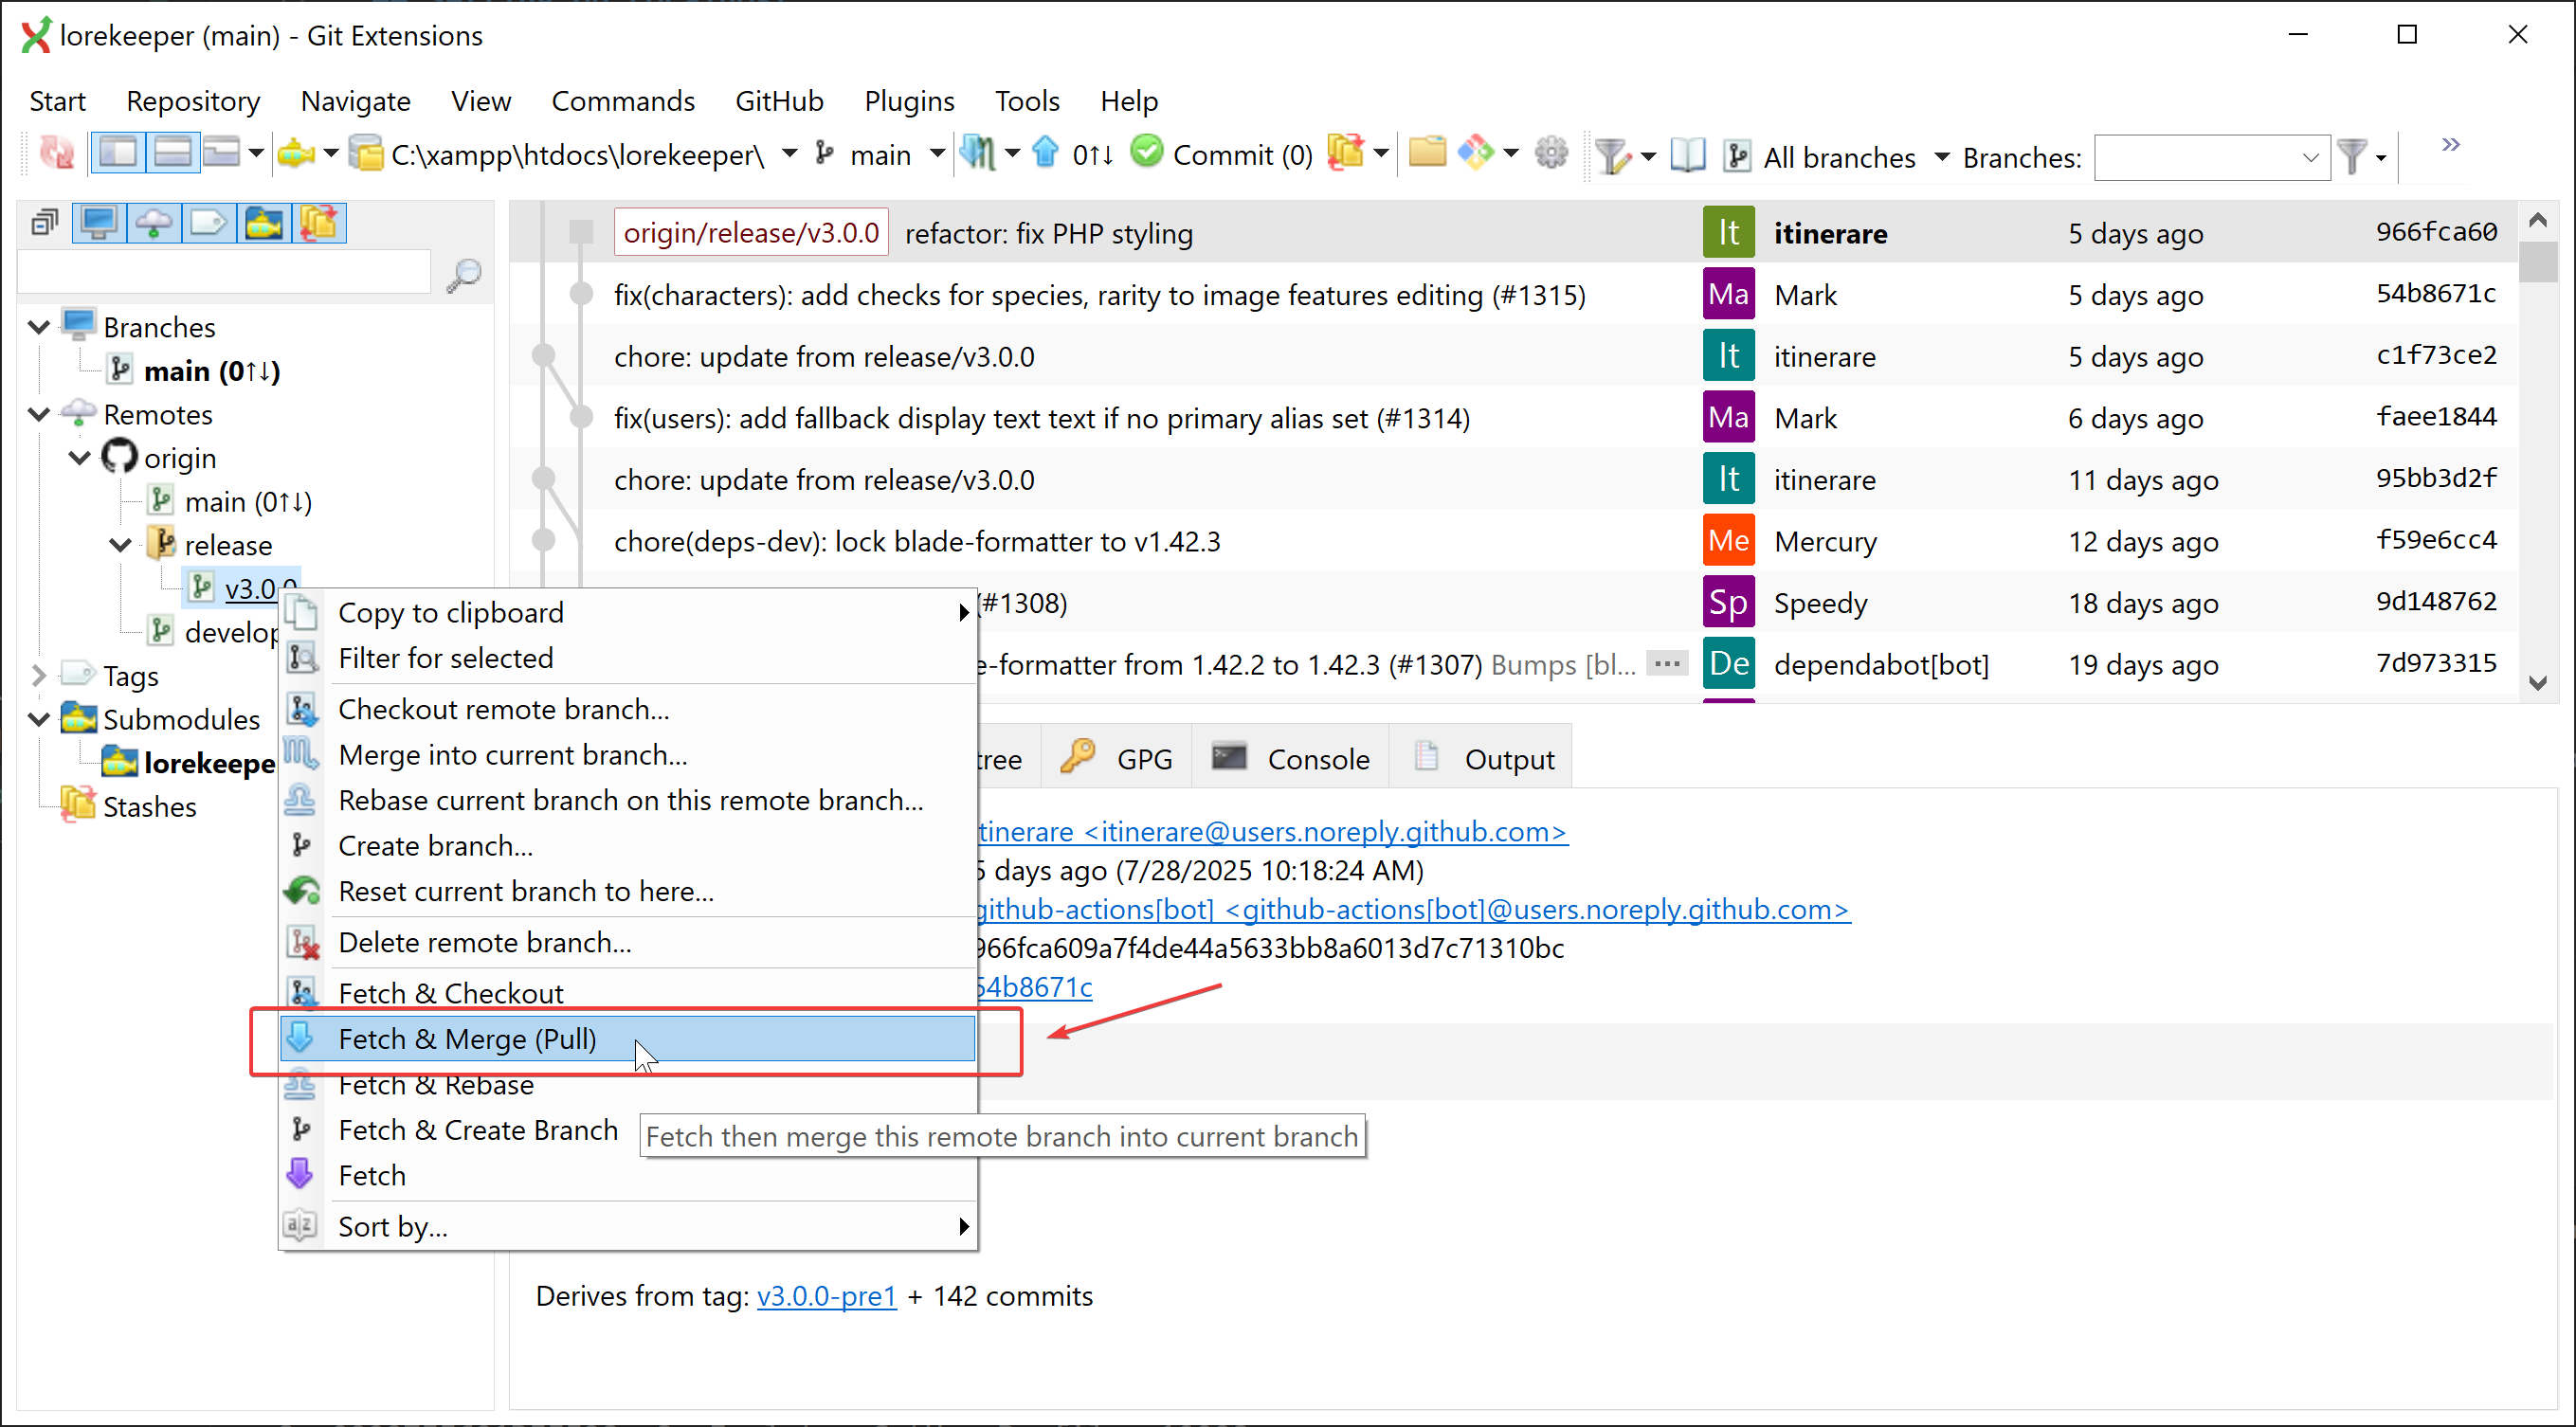 lorekeeper (main) - Git Extensions
Start Repository Navigate View Commands GitHub Plugins Tools Help
C:\xampp\htdocs\lorekeeper\ main 0↑↓ Commit (0) All branches Branches: »
origin/release/v3.0.0 refactor: fix PHP styling It itinerare 5 days ago 966fca60
fix(characters): add checks for species, rarity to image features editing (#1315) Ma Mark 5 days ago 54b8671c
chore: update from release/v3.0.0 It itinerare 5 days ago c1f73ce2
fix(users): add fallback display text text if no primary alias set (#1314) Ma Mark 6 days ago faee1844
chore: update from release/v3.0.0 It itinerare 11 days ago 95bb3d2f
chore(deps-dev): lock blade-formatter to v1.42.3 Me Mercury 12 days ago f59e6cc4
(#1308) Sp Speedy 18 days ago 9d148762
e-formatter from 1.42.2 to 1.42.3 (#1307) Bumps [bl... De dependabot[bot] 19 days ago 7d973315
Branches
main (0↑↓)
Remotes
origin
main (0↑↓)
release
v3.0.0
develop
Tags
Submodules
lorekeepe
Stashes
Copy to clipboard
Filter for selected
Checkout remote branch...
Merge into current branch...
Rebase current branch on this remote branch...
Create branch...
Reset current branch to here...
Delete remote branch...
Fetch & Checkout
Fetch & Merge (Pull)
Fetch & Rebase
Fetch & Create Branch
Fetch
Sort by...
Fetch then merge this remote branch into current branch
tree GPG Console Output
tinerare <itinerare@users.noreply.github.com>
5 days ago (7/28/2025 10:18:24 AM)
github-actions[bot] <github-actions[bot]@users.noreply.github.com>
966fca609a7f4de44a5633bb8a6013d7c71310bc
54b8671c
Derives from tag: v3.0.0-pre1 + 142 commits